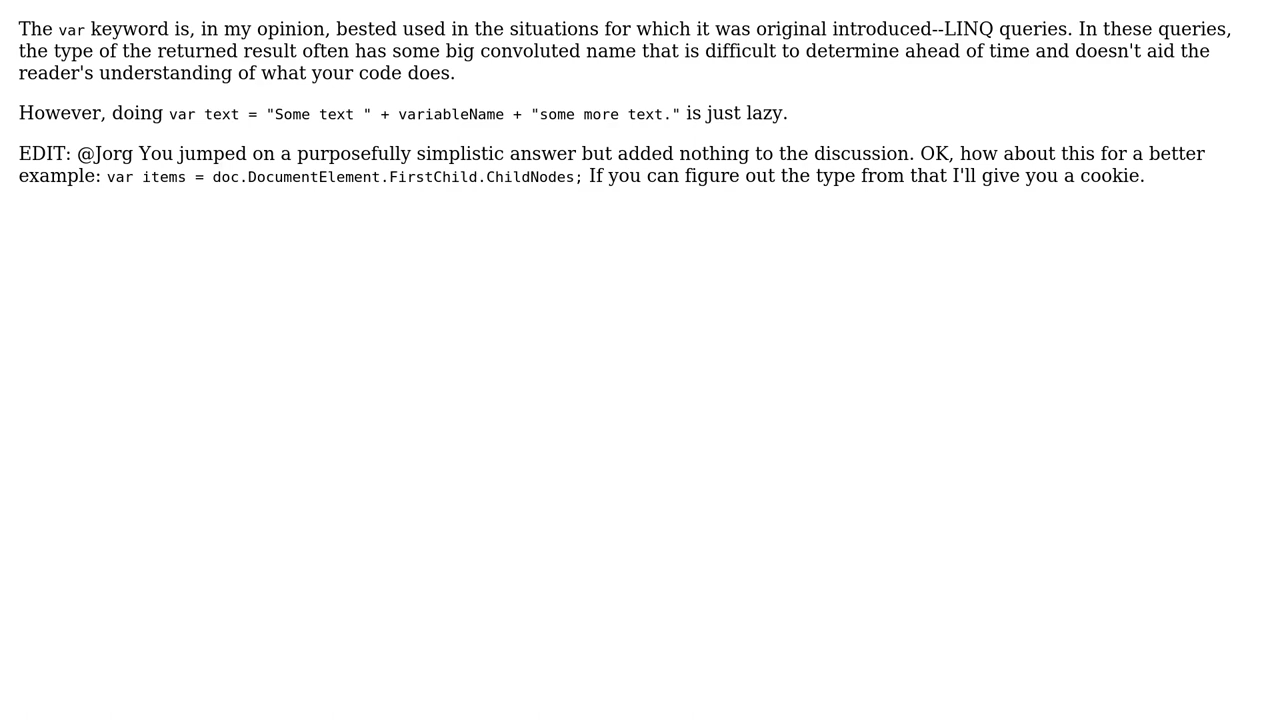 The var keyword is, in my opinion, bested used in the situations for which it was original introduced--LINQ queries. In these queries,
the type of the returned result often has some big convoluted name that is difficult to determine ahead of time and doesn't aid the
reader's understanding of what your code does.
However, doing var text = "Some text " + variableName + "some more text." is just lazy.
EDIT: @Jorg You jumped on a purposefully simplistic answer but added nothing to the discussion. OK, how about this for a better
example: var items = doc.DocumentElement.FirstChild.ChildNodes; If you can figure out the type from that I'll give you a cookie.